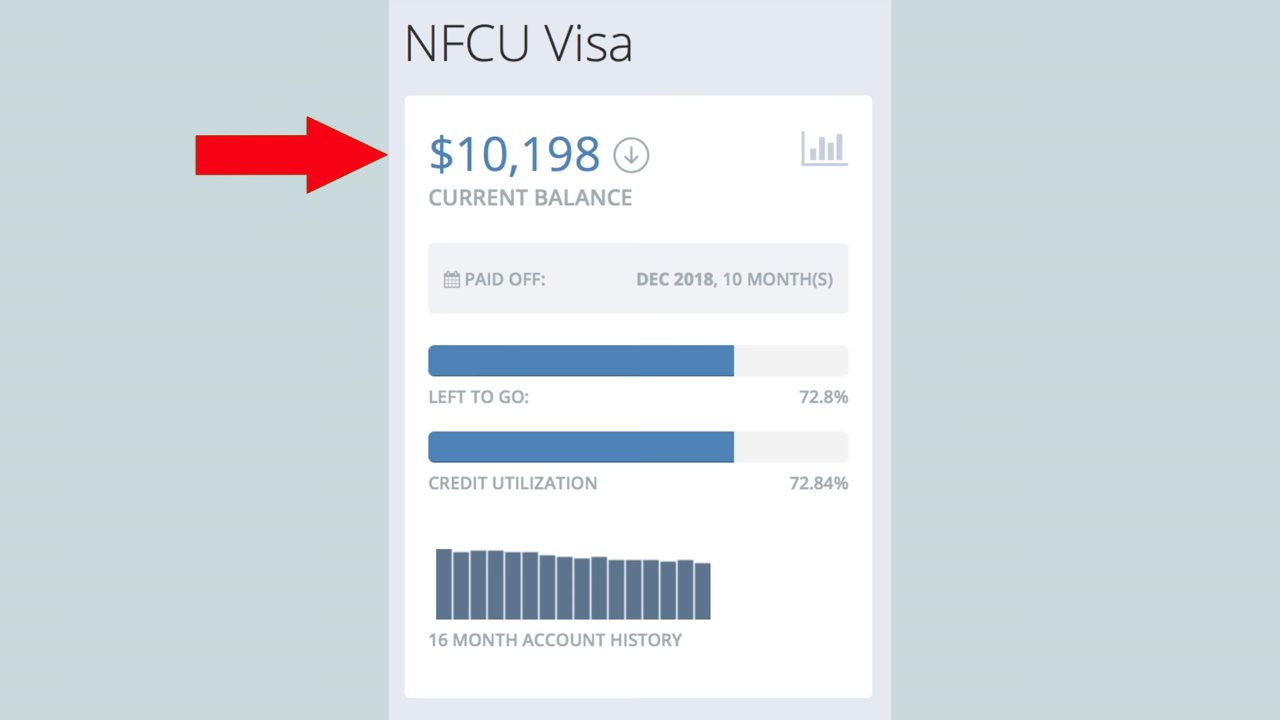 NFCU Visa
$10,198
CURRENT BALANCE
PAID OFF: DEC 2018, 10 MONTH(S)
LEFT TO GO: 72.8%
CREDIT UTILIZATION 72.84%
16 MONTH ACCOUNT HISTORY